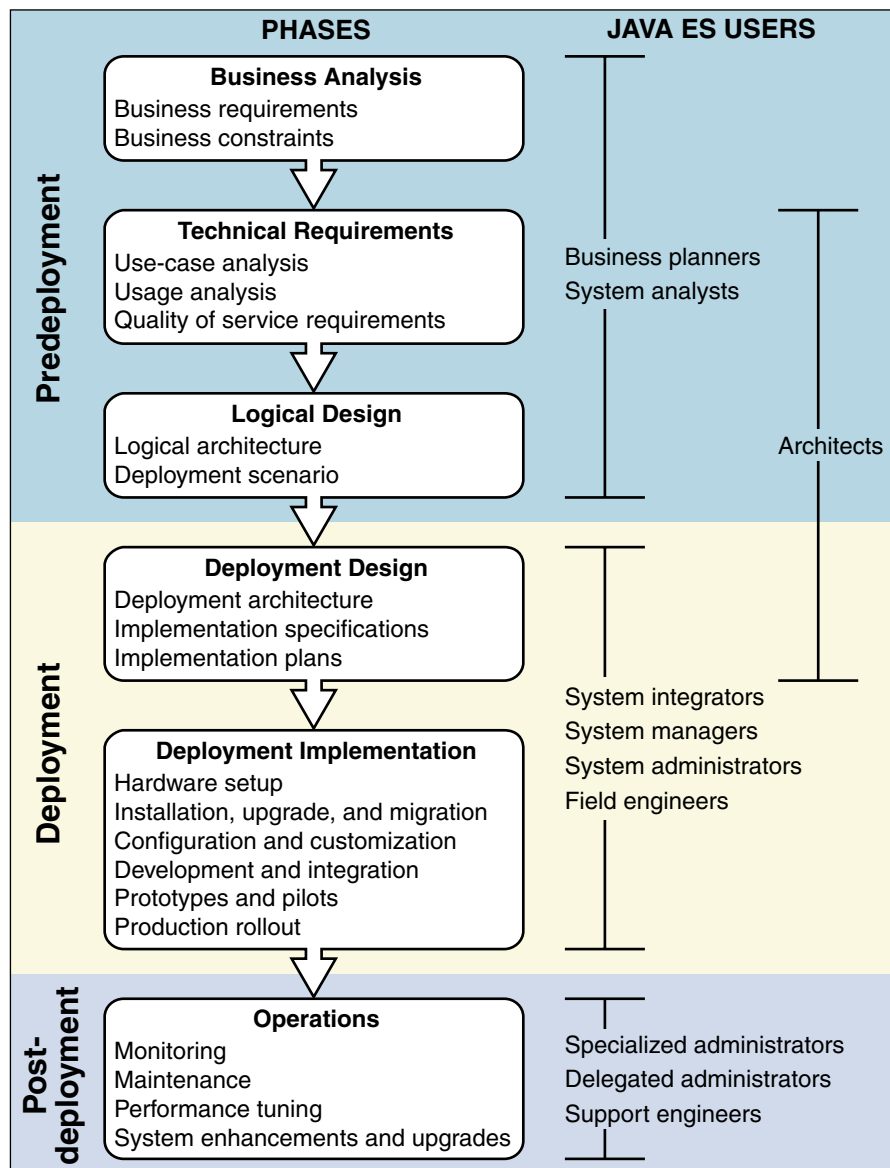 PHASES
JAVA ES USERS
Predeployment
Business Analysis
Business requirements
Business constraints
Technical Requirements
Use-case analysis
Usage analysis
Quality of service requirements
Logical Design
Logical architecture
Deployment scenario
Business planners
System analysts
Architects
Deployment
Deployment Design
Deployment architecture
Implementation specifications
Implementation plans
Deployment Implementation
Hardware setup
Installation, upgrade, and migration
Configuration and customization
Development and integration
Prototypes and pilots
Production rollout
System integrators
System managers
System administrators
Field engineers
Post-
deployment
Operations
Monitoring
Maintenance
Performance tuning
System enhancements and upgrades
Specialized administrators
Delegated administrators
Support engineers